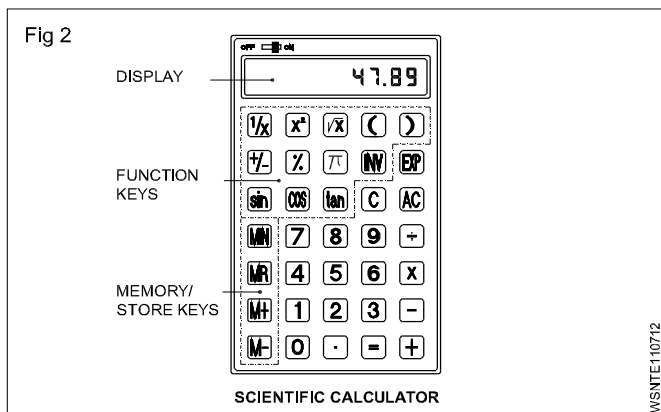 Fig 2
OFF ON
DISPLAY
47.89
1/x x² √x ( )
+/- % π INV EXP
FUNCTION
KEYS
sin COS tan C AC
MIN 7 8 9 ÷
MR 4 5 6 x
MEMORY/
STORE KEYS
M+ 1 2 3 -
M- 0 . = +
SCIENTIFIC CALCULATOR
WSNTE110712